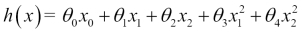 h(x) = θ₀x₀ + θ₁x₁ + θ₂x₂ + θ₃x₁² + θ₄x₂²